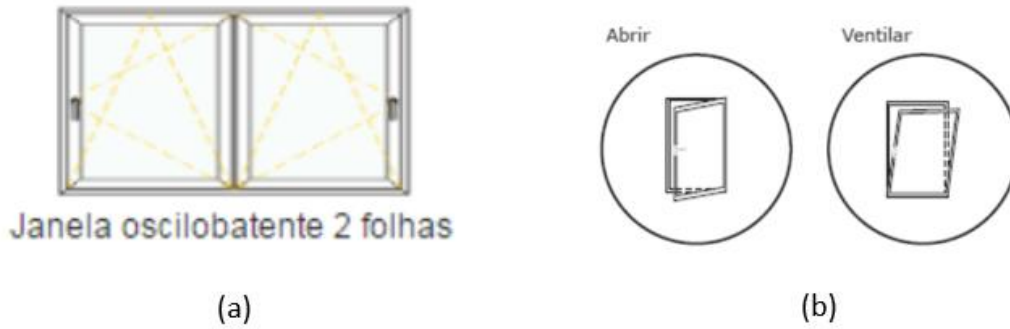 Janela oscilobatente 2 folhas
(a)
Abrir
Ventilar
(b)